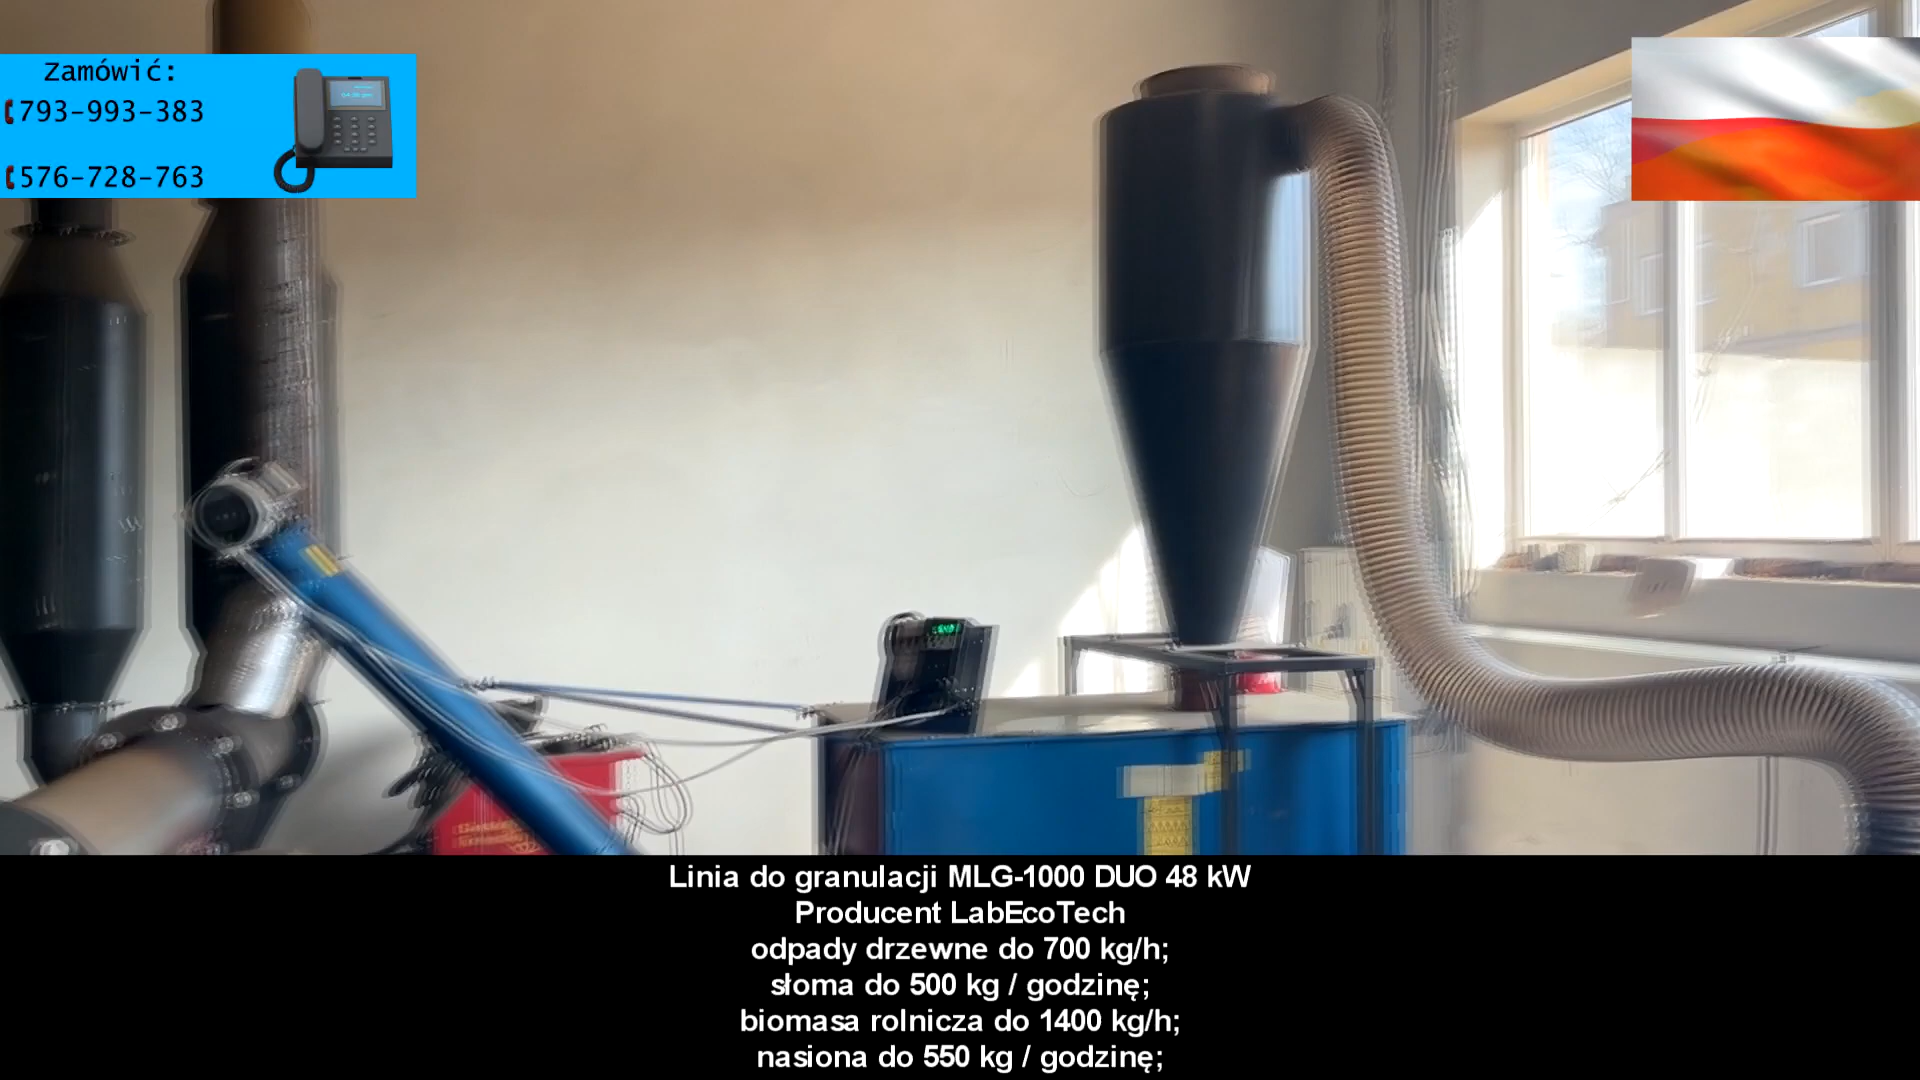 Zamówić:
793-993-383
576-728-763
Linia do granulacji MLG-1000 DUO 48 kW
Producent LabEcoTech
odpady drzewne do 700 kg/h;
słoma do 500 kg / godzinę;
biomasa rolnicza do 1400 kg/h;
nasiona do 550 kg / godzinę;